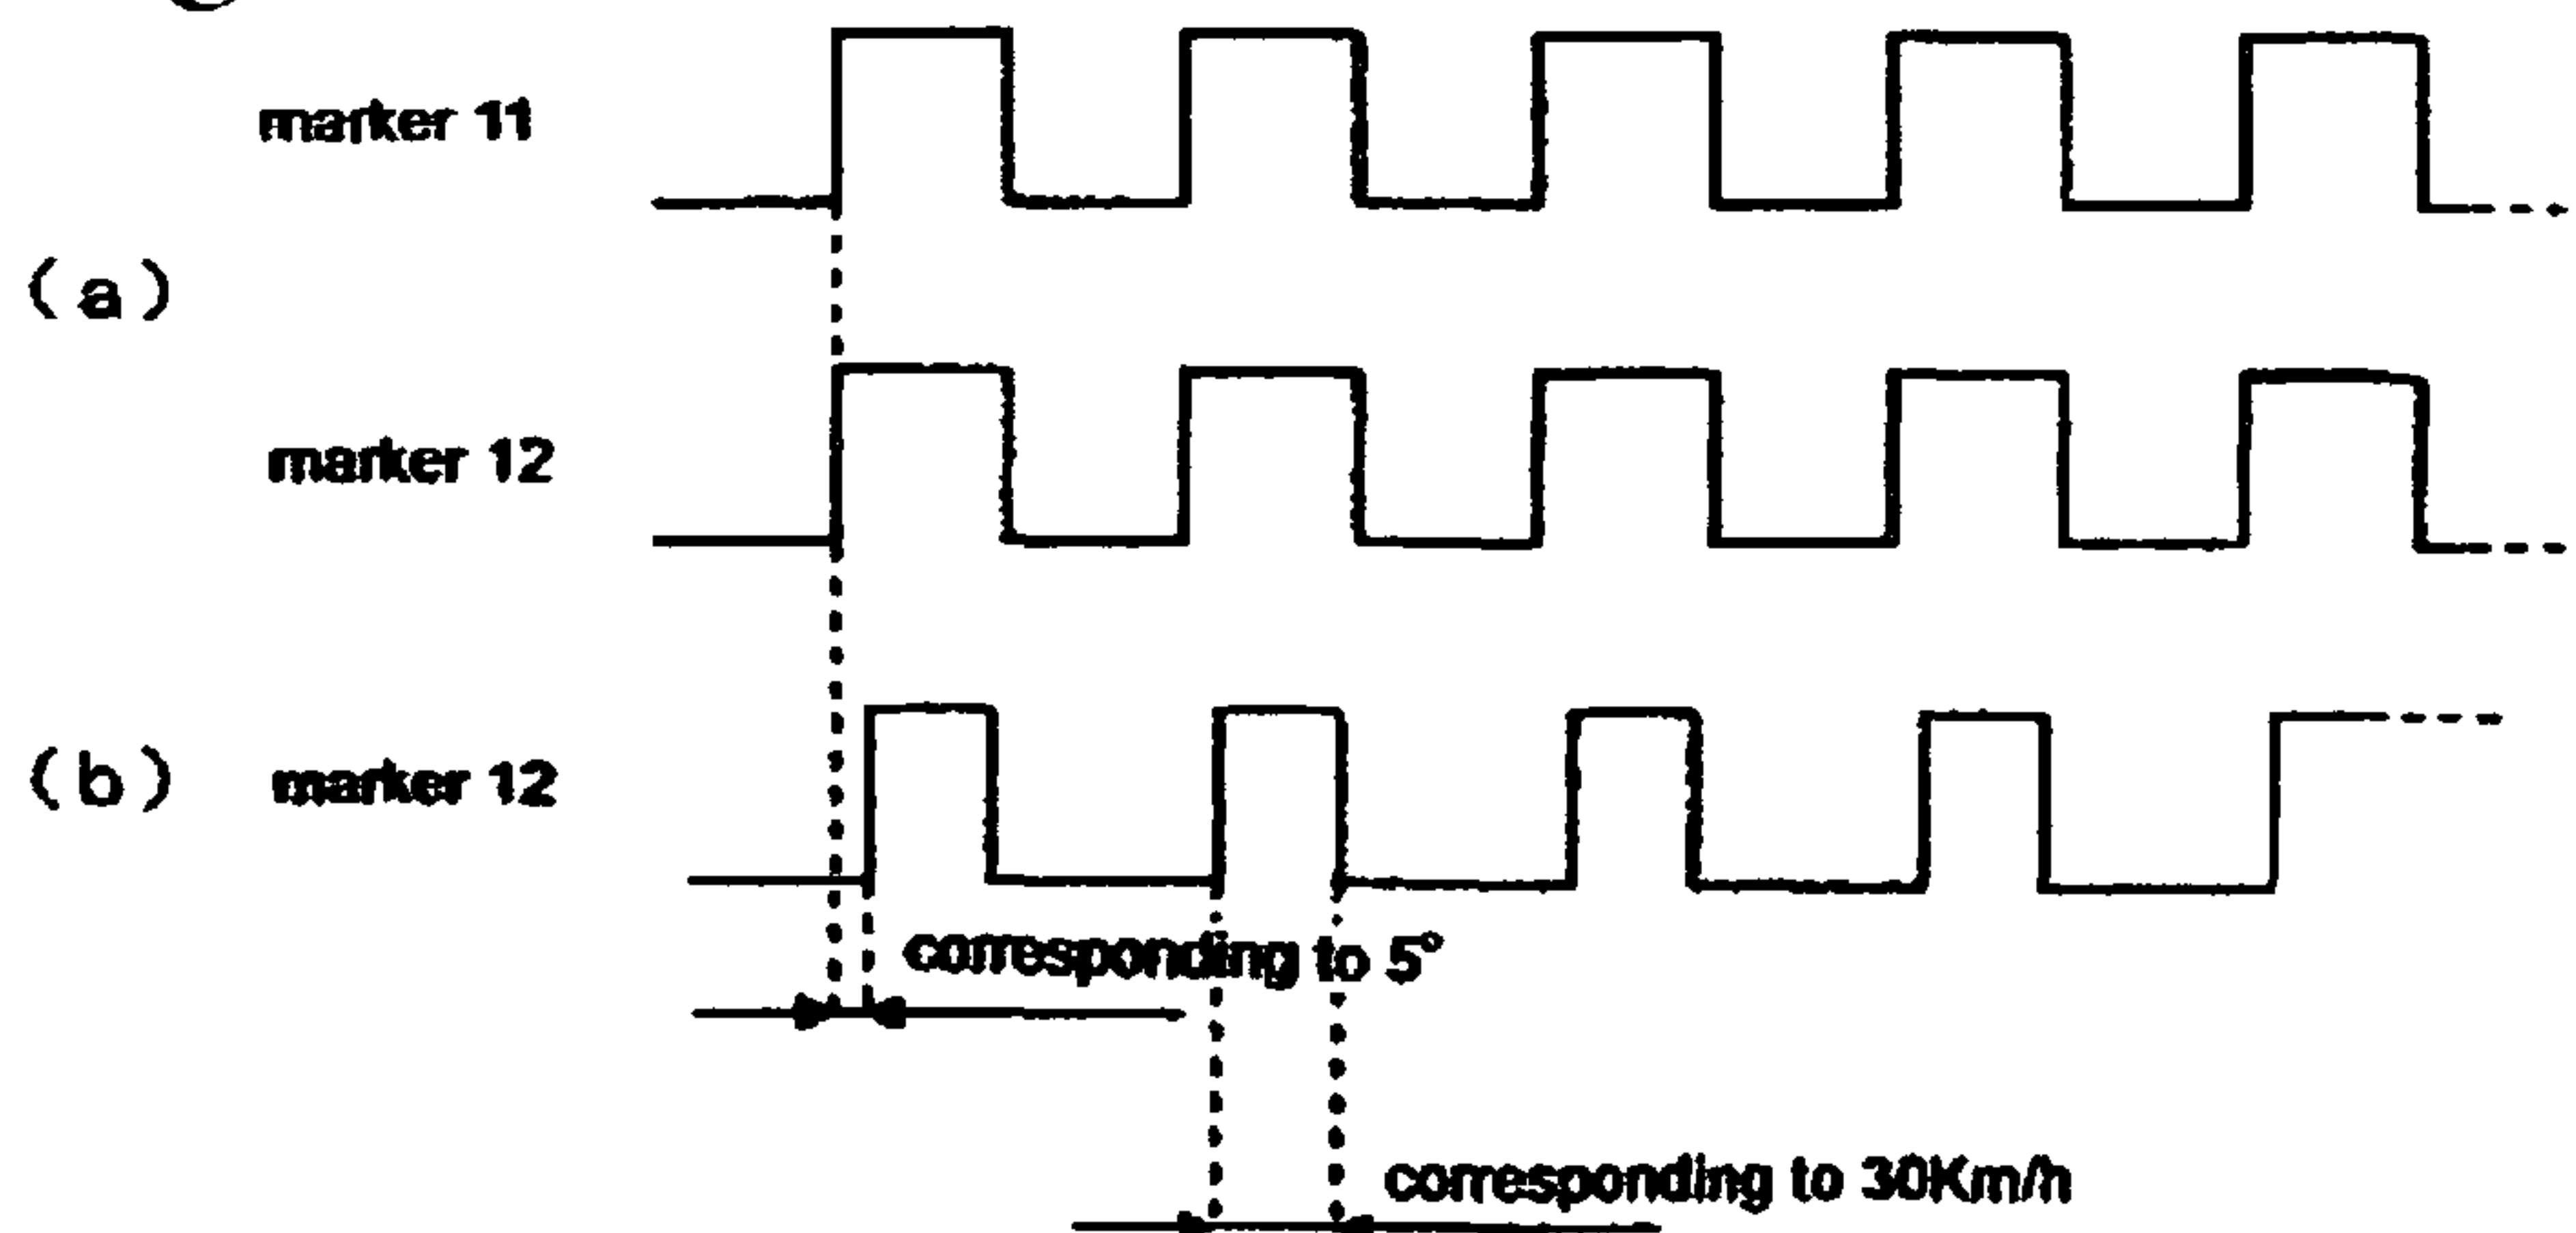 marker 11
(a)
marker 12
(b) marker 12
corresponding to 5°
corresponding to 30Km/h